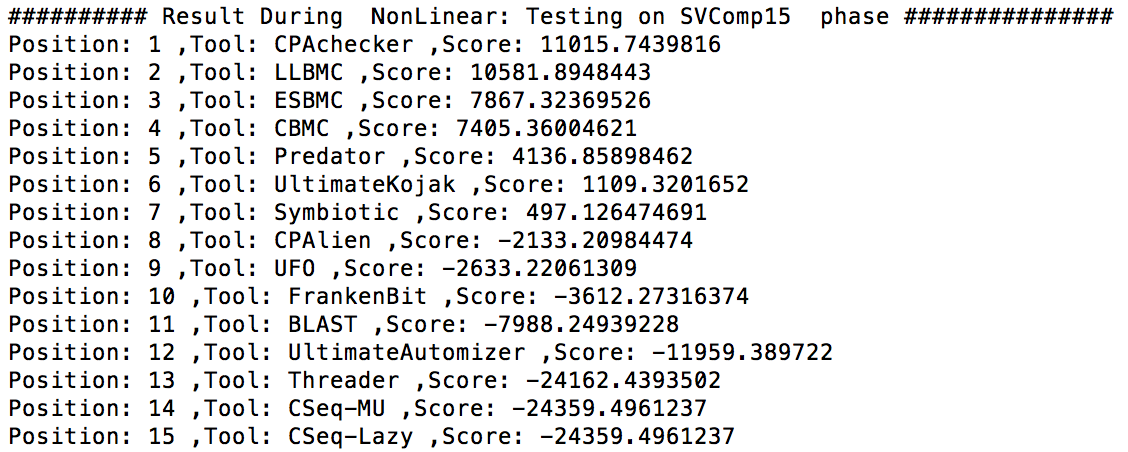 ########## Result During  NonLinear: Testing on SVComp15  phase ###############
Position: 1 ,Tool: CPAchecker ,Score: 11015.7439816
Position: 2 ,Tool: LLBMC ,Score: 10581.8948443
Position: 3 ,Tool: ESBMC ,Score: 7867.32369526
Position: 4 ,Tool: CBMC ,Score: 7405.36004621
Position: 5 ,Tool: Predator ,Score: 4136.85898462
Position: 6 ,Tool: UltimateKojak ,Score: 1109.3201652
Position: 7 ,Tool: Symbiotic ,Score: 497.126474691
Position: 8 ,Tool: CPAlien ,Score: -2133.20984474
Position: 9 ,Tool: UFO ,Score: -2633.22061309
Position: 10 ,Tool: FrankenBit ,Score: -3612.27316374
Position: 11 ,Tool: BLAST ,Score: -7988.24939228
Position: 12 ,Tool: UltimateAutomizer ,Score: -11959.389722
Position: 13 ,Tool: Threader ,Score: -24162.4393502
Position: 14 ,Tool: CSeq-MU ,Score: -24359.4961237
Position: 15 ,Tool: CSeq-Lazy ,Score: -24359.4961237